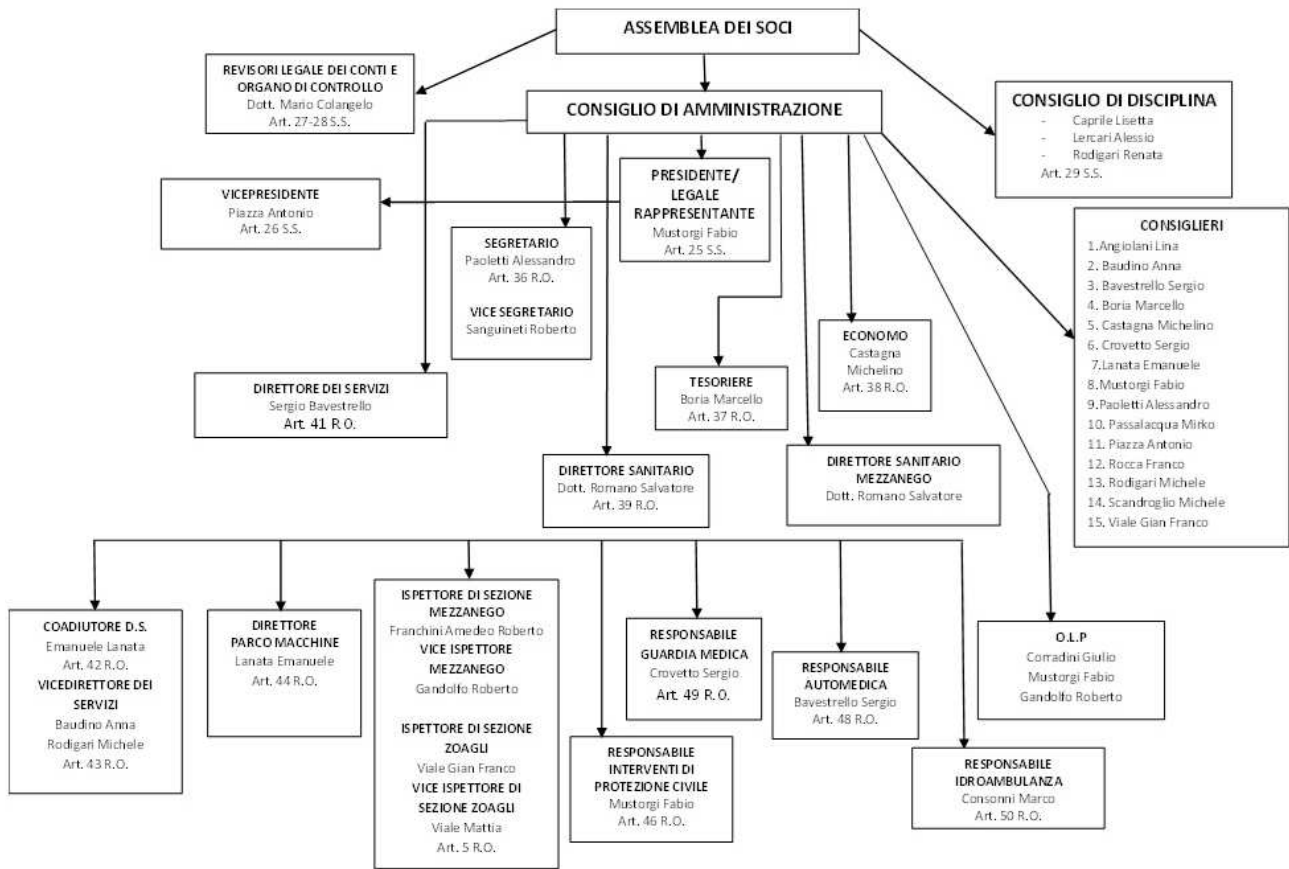 ASSEMBLEA DEI SOCI
REVISORI LEGALE DEI CONTI E
ORGANO DI CONTROLLO
Dott. Mario Colangelo
Art. 27-28 S.S.
CONSIGLIO DI AMMINISTRAZIONE
CONSIGLIO DI DISCIPLINA
- Caprile Lisetta
- Lercari Alessio
- Rodigari Renata
Art. 29 S.S.
VICEPRESIDENTE
Piazza Antonio
Art. 26 S.S.
PRESIDENTE/
LEGALE
RAPPRESENTANTE
Mustorgi Fabio
Art. 25 S.S.
SEGRETARIO
Paoletti Alessandro
Art. 36 R.O.
VICE SEGRETARIO
Sanguineti Roberto
CONSIGLIERI
1.Angiolani Lina
2. Baudino Anna
3. Bavestrello Sergio
4. Boria Marcello
5. Castagna Michelino
6. Crovetto Sergio
7.Lanata Emanuele
8.Mustorgi Fabio
9.Paoletti Alessandro
10. Passalacqua Mirko
11. Piazza Antonio
12. Rocca Franco
13. Rodigari Michele
14. Scandroglio Michele
15. Viale Gian Franco
ECONOMO
Castagna
Michelino
Art. 38 R.O.
TESORIERE
Boria Marcello
Art. 37 R.O.
DIRETTORE DEI SERVIZI
Sergio Bavestrello
Art. 41 R.O.
DIRETTORE SANITARIO
Dott. Romano Salvatore
Art. 39 R.O.
DIRETTORE SANITARIO
MEZZANEGO
Dott. Romano Salvatore
COADIUTORE D.S.
Emanuele Lanata
Art. 42 R.O.
VICEDIRETTORE DEI
SERVIZI
Baudino Anna
Rodigari Michele
Art. 43 R.O.
DIRETTORE
PARCO MACCHINE
Lanata Emanuele
Art. 44 R.O.
ISPETTORE DI SEZIONE
MEZZANEGO
Franchini Amedeo Roberto
VICE ISPETTORE
MEZZANEGO
Gandolfo Roberto
ISPETTORE DI SEZIONE
ZOAGLI
Viale Gian Franco
VICE ISPETTORE DI
SEZIONE ZOAGLI
Viale Mattia
Art. 5 R.O.
RESPONSABILE
INTERVENTI DI
PROTEZIONE CIVILE
Mustorgi Fabio
Art. 46 R.O.
RESPONSABILE
GUARDIA MEDICA
Crovetto Sergio
Art. 49 R.O.
RESPONSABILE
AUTOMEDICA
Bavestrello Sergio
Art. 48 R.O.
RESPONSABILE
IDROAMBULANZA
Consonni Marco
Art. 50 R.O.
O.L.P
Corradini Giulio
Mustorgi Fabio
Gandolfo Roberto